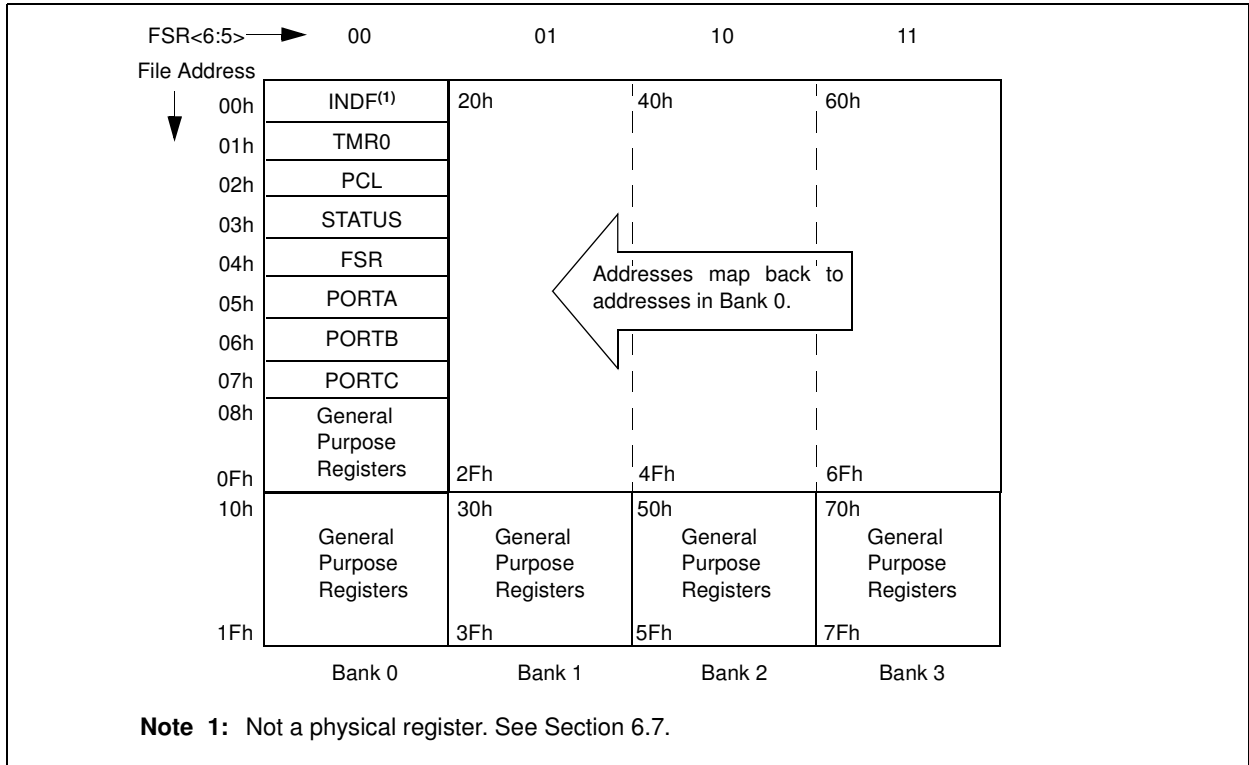 FSR<6:5> 00 01 10 11
File Address
00h INDF(1) 20h 40h 60h
01h TMR0
02h PCL
03h STATUS
04h FSR
05h PORTA
06h PORTB
07h PORTC
Addresses map back to
addresses in Bank 0.
08h General
Purpose
Registers
0Fh 2Fh 4Fh 6Fh
10h 30h 50h 70h
General General General General
Purpose Purpose Purpose Purpose
Registers Registers Registers Registers
1Fh 3Fh 5Fh 7Fh
Bank 0 Bank 1 Bank 2 Bank 3
Note 1: Not a physical register. See Section 6.7.